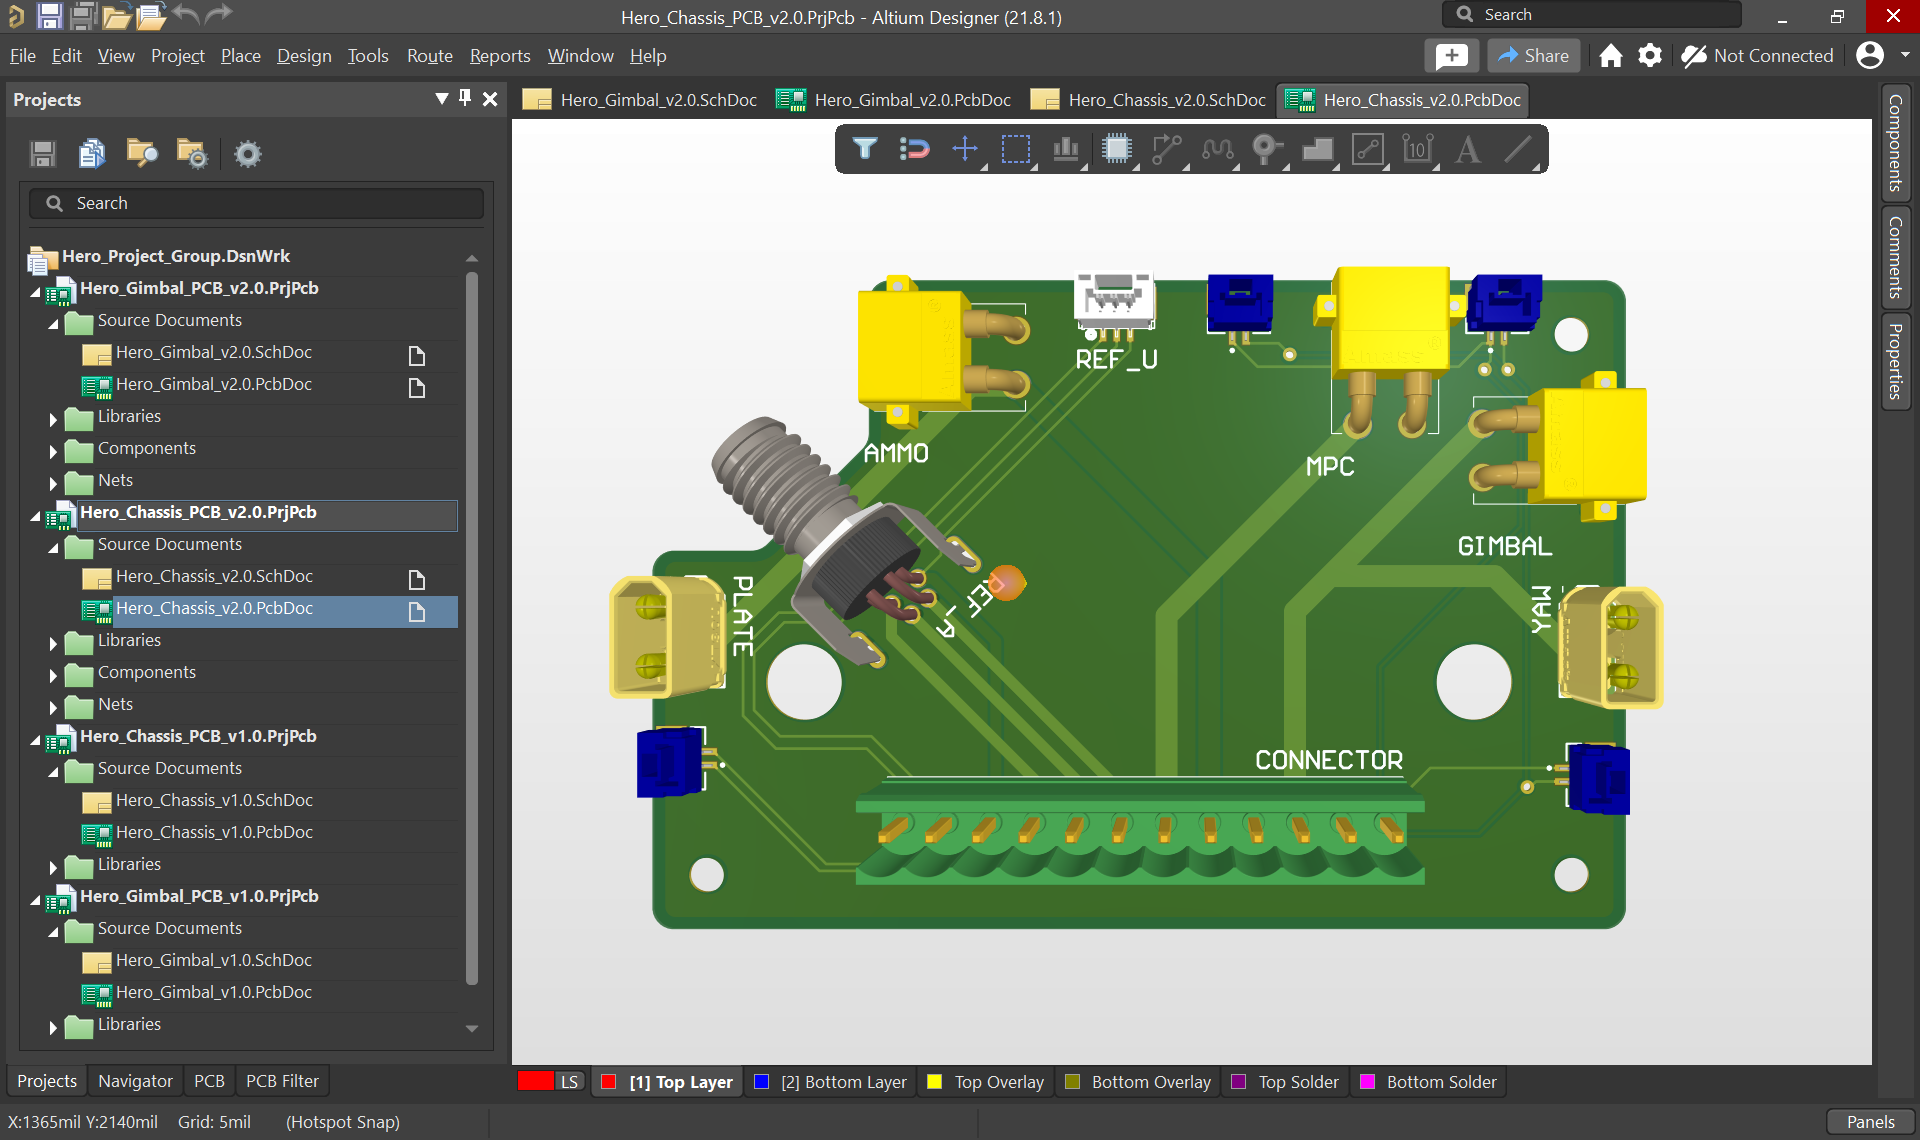 Hero_Chassis_PCB_v2.0.PrjPcb - Altium Designer (21.8.1)
Search
File Edit View Project Place Design Tools Route Reports Window Help
Share
Not Connected
Projects
Hero_Gimbal_v2.0.SchDoc
Hero_Gimbal_v2.0.PcbDoc
Hero_Chassis_v2.0.SchDoc
Hero_Chassis_v2.0.PcbDoc
Components
Comments
Properties
Search
Hero_Project_Group.DsnWrk
Hero_Gimbal_PCB_v2.0.PrjPcb
Source Documents
Hero_Gimbal_v2.0.SchDoc
Hero_Gimbal_v2.0.PcbDoc
Libraries
Components
Nets
Hero_Chassis_PCB_v2.0.PrjPcb
Source Documents
Hero_Chassis_v2.0.SchDoc
Hero_Chassis_v2.0.PcbDoc
Libraries
Components
Nets
Hero_Chassis_PCB_v1.0.PrjPcb
Source Documents
Hero_Chassis_v1.0.SchDoc
Hero_Chassis_v1.0.PcbDoc
Libraries
Hero_Gimbal_PCB_v1.0.PrjPcb
Source Documents
Hero_Gimbal_v1.0.SchDoc
Hero_Gimbal_v1.0.PcbDoc
Libraries
10
A
REF_U
AMMO
MPC
GIMBAL
PLATE
REF_A
YAW
CONNECTOR
Projects Navigator PCB PCB Filter
LS [1] Top Layer [2] Bottom Layer Top Overlay Bottom Overlay Top Solder Bottom Solder
X:1365mil Y:2140mil Grid: 5mil (Hotspot Snap)
Panels